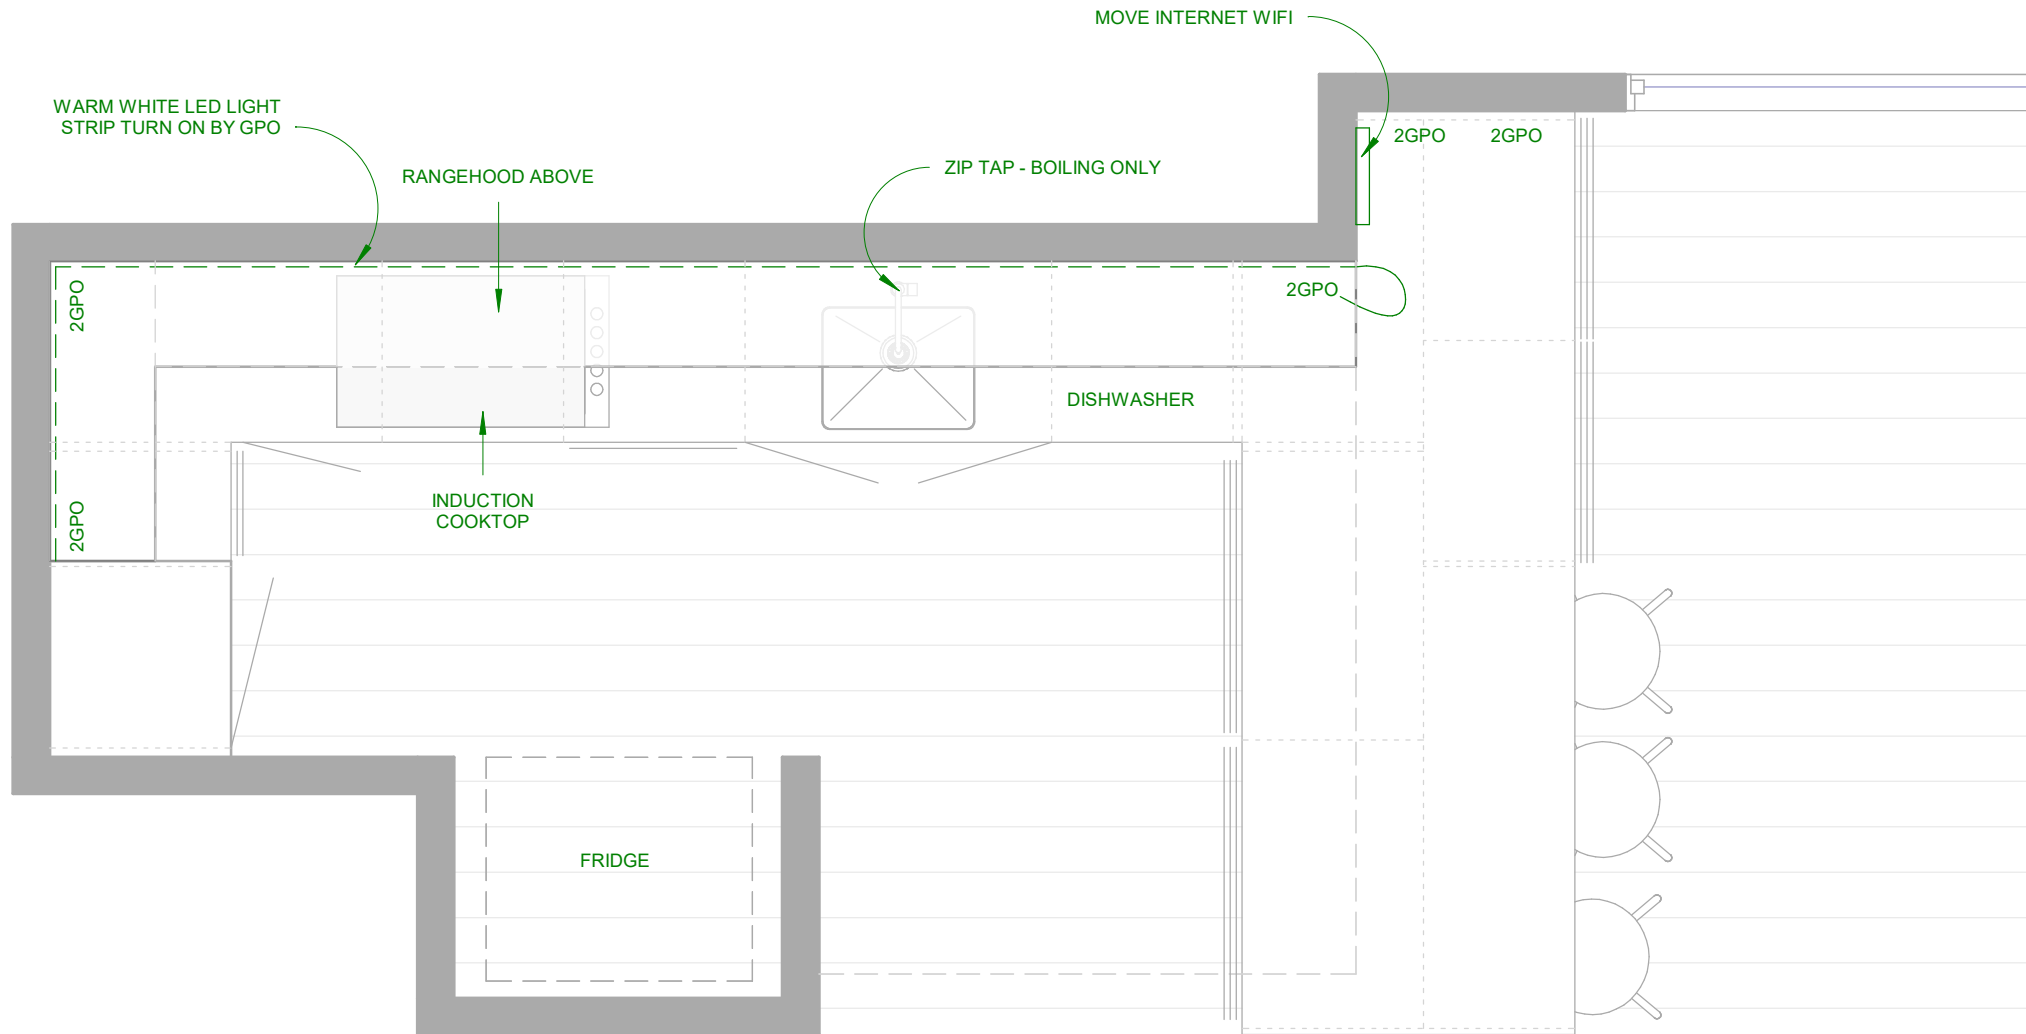 MOVE INTERNET WIFI
WARM WHITE LED LIGHT
STRIP TURN ON BY GPO
RANGEHOOD ABOVE
ZIP TAP - BOILING ONLY
2GPO
2GPO
2GPO
2GPO
DISHWASHER
INDUCTION
COOKTOP
2GPO
FRIDGE